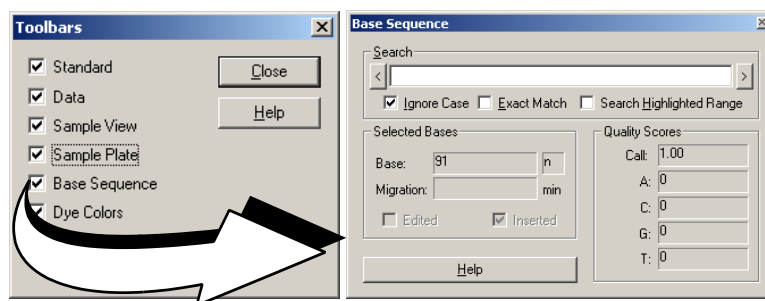 Toolbars
Standard
Data
Sample View
Sample Plate
Base Sequence
Dye Colors
Close
Help
Base Sequence
Search
< >
Ignore Case Exact Match Search Highlighted Range
Selected Bases
Base: 91 n
Migration: min
Edited Inserted
Help
Quality Scores
Call: 1.00
A: 0
C: 0
G: 0
T: 0